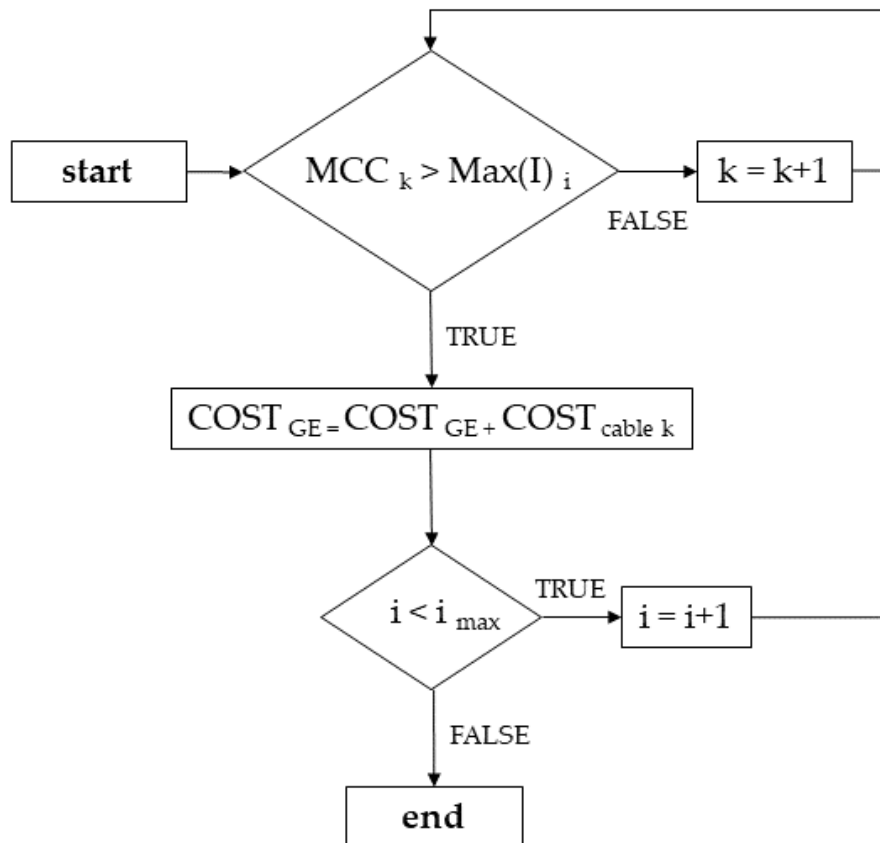 start
MCC k > Max(I) i
k = k+1
FALSE
TRUE
COST GE = COST GE + COST cable k
i < i max
TRUE
i = i+1
FALSE
end